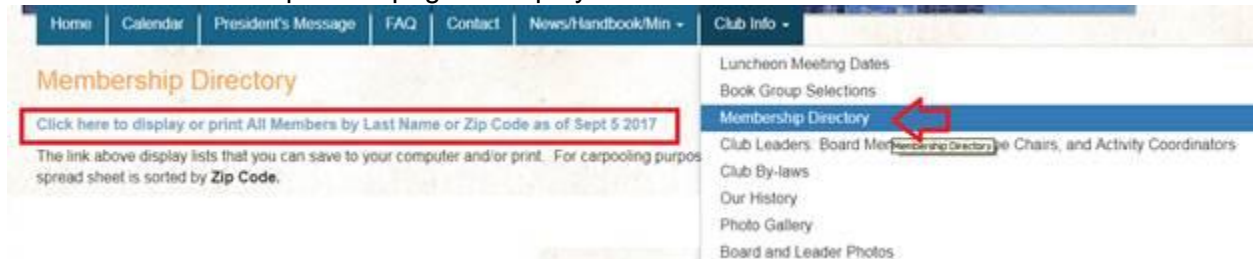 Home Calendar President's Message FAQ Contact News/Handbook/Min Club Info
Membership Directory
Click here to display or print All Members by Last Name or Zip Code as of Sept 5 2017
The link above display lists that you can save to your computer and/or print. For carpooling purpos
spread sheet is sorted by Zip Code.
Luncheon Meeting Dates
Book Group Selections
Membership Directory
Club Leaders: Board Mem Membership Directory ee Chairs, and Activity Coordinators
Club By-laws
Our History
Photo Gallery
Board and Leader Photos